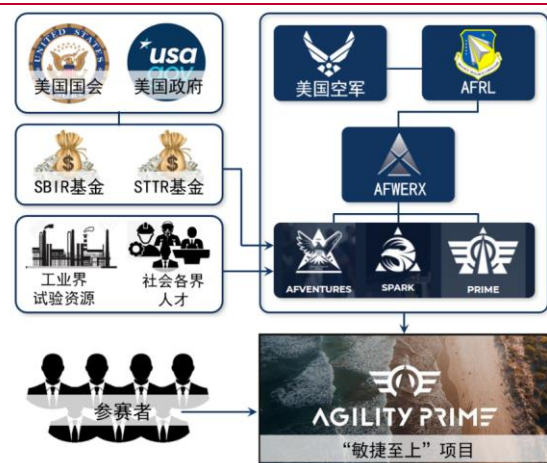 UNITED STATES
usa
gov
美国国会
美国政府
SBIR基金
STTR基金
工业界
试验资源
社会各界
人才
美国空军
AFRL
AFWERX
AFVENTURES
SPARK
PRIME
参赛者
AGILITY PRIME
“敏捷至上”项目